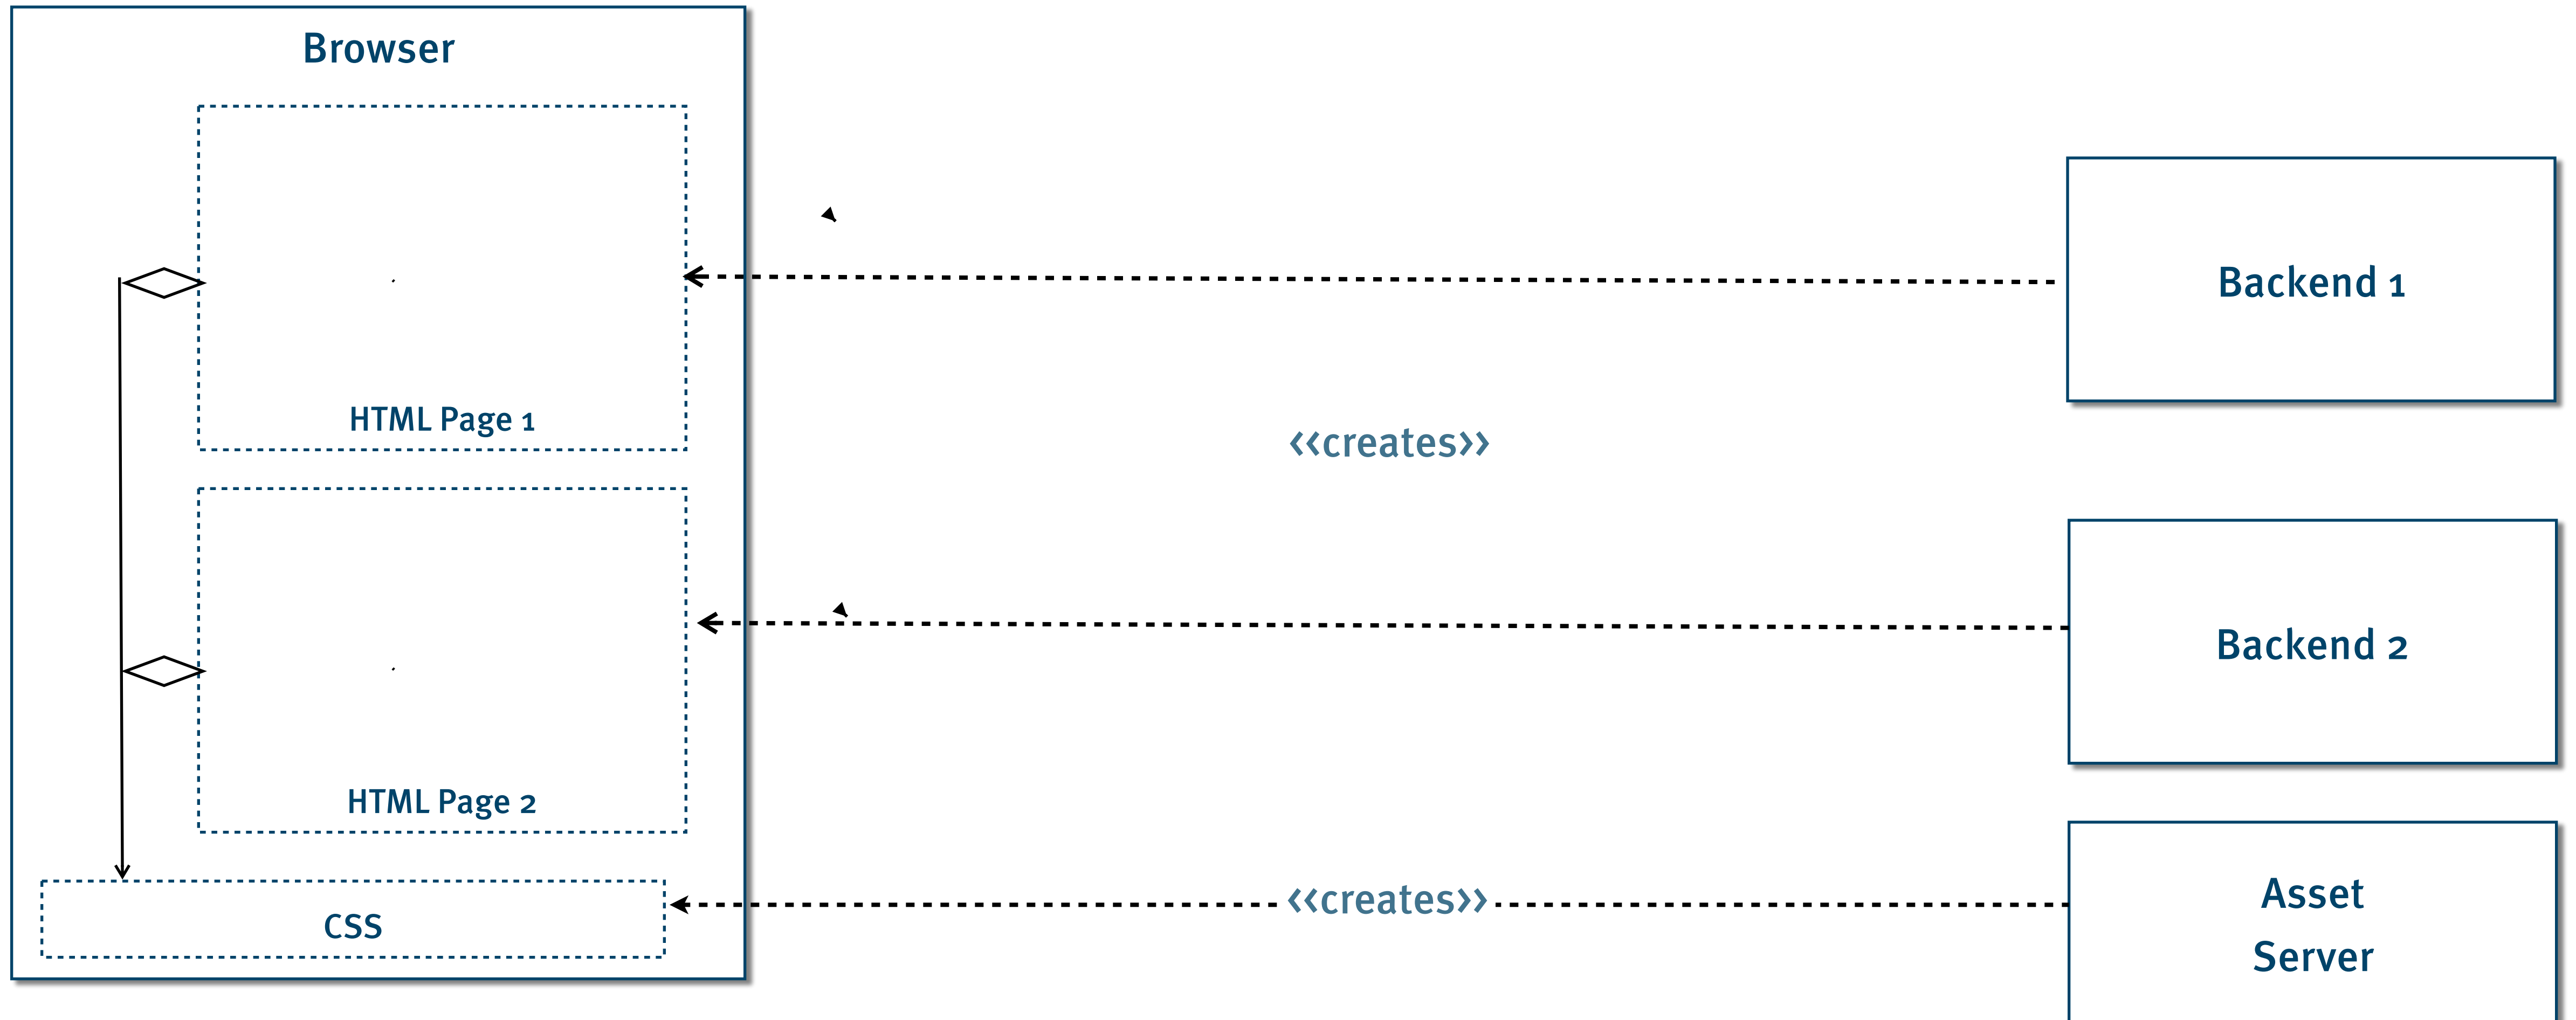 Browser
HTML Page 1
Backend 1
<<creates>>
HTML Page 2
Backend 2
CSS
<<creates>>
Asset
Server